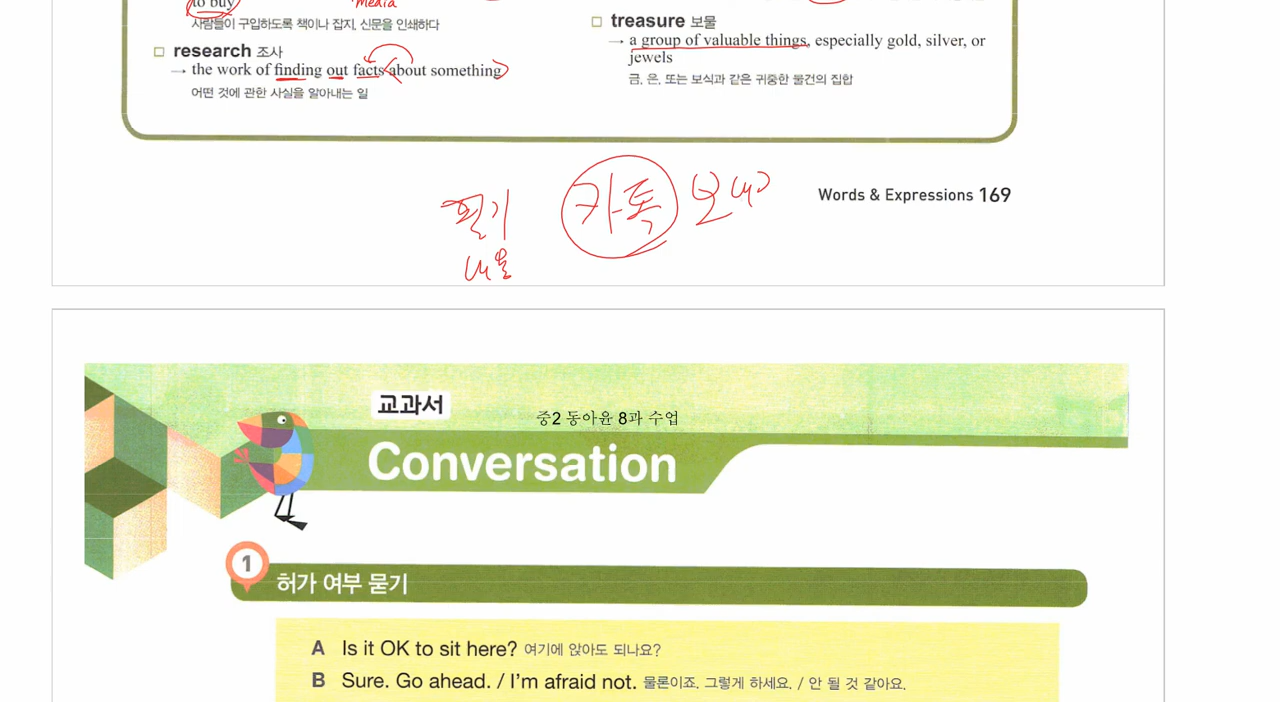 to buy
media
사람들이 구입하도록 책이나 잡지, 신문을 인쇄하다
□ research 조사
→ the work of finding out facts about something
어떤 것에 관한 사실을 알아내는 일
□ treasure 보물
→ a group of valuable things, especially gold, silver, or
jewels
금, 은, 또는 보석과 같은 귀중한 물건의 집합
필기 카톡 보내
내용
Words & Expressions 169
교과서
중2 동아윤 8과 수업
Conversation
1 허가 여부 묻기
A Is it OK to sit here? 여기에 앉아도 되나요?
B Sure. Go ahead. / I'm afraid not. 물론이죠. 그렇게 하세요. / 안 될 것 같아요.